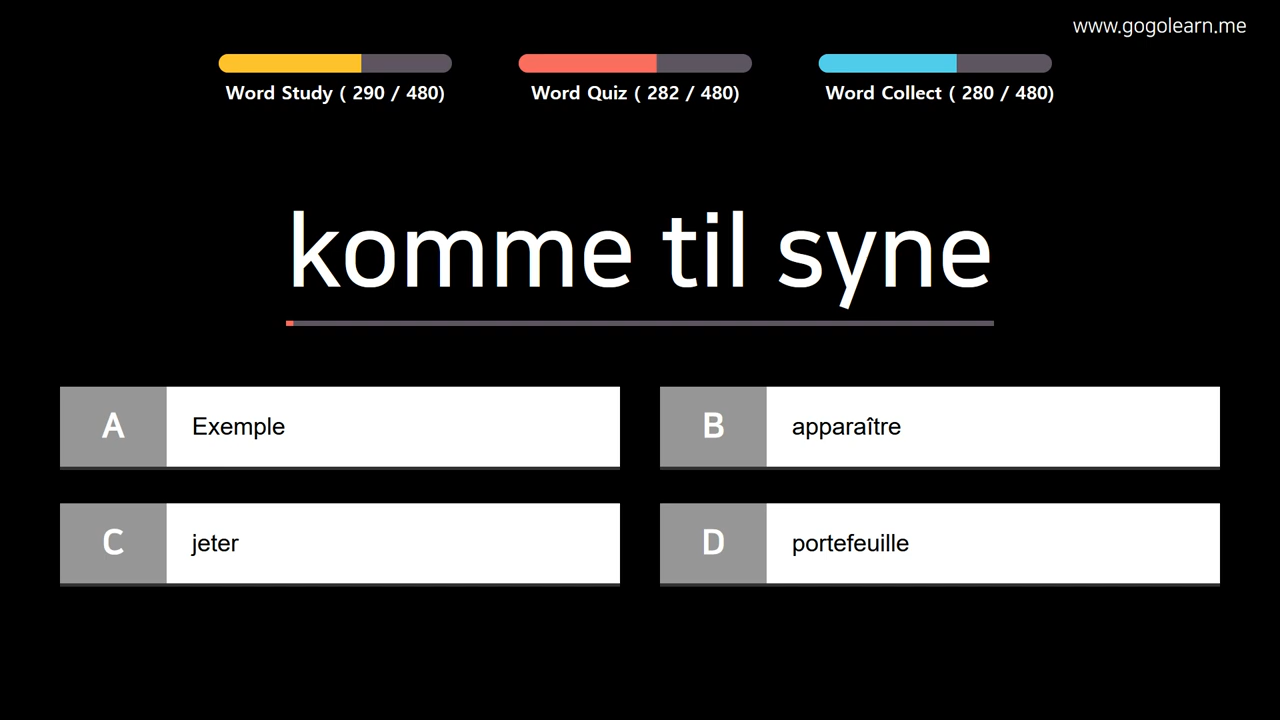 www.gogolearn.me
Word Study ( 290 / 480)
Word Quiz ( 282 / 480)
Word Collect ( 280 / 480)
komme til syne
A Exemple
B apparaître
C jeter
D portefeuille